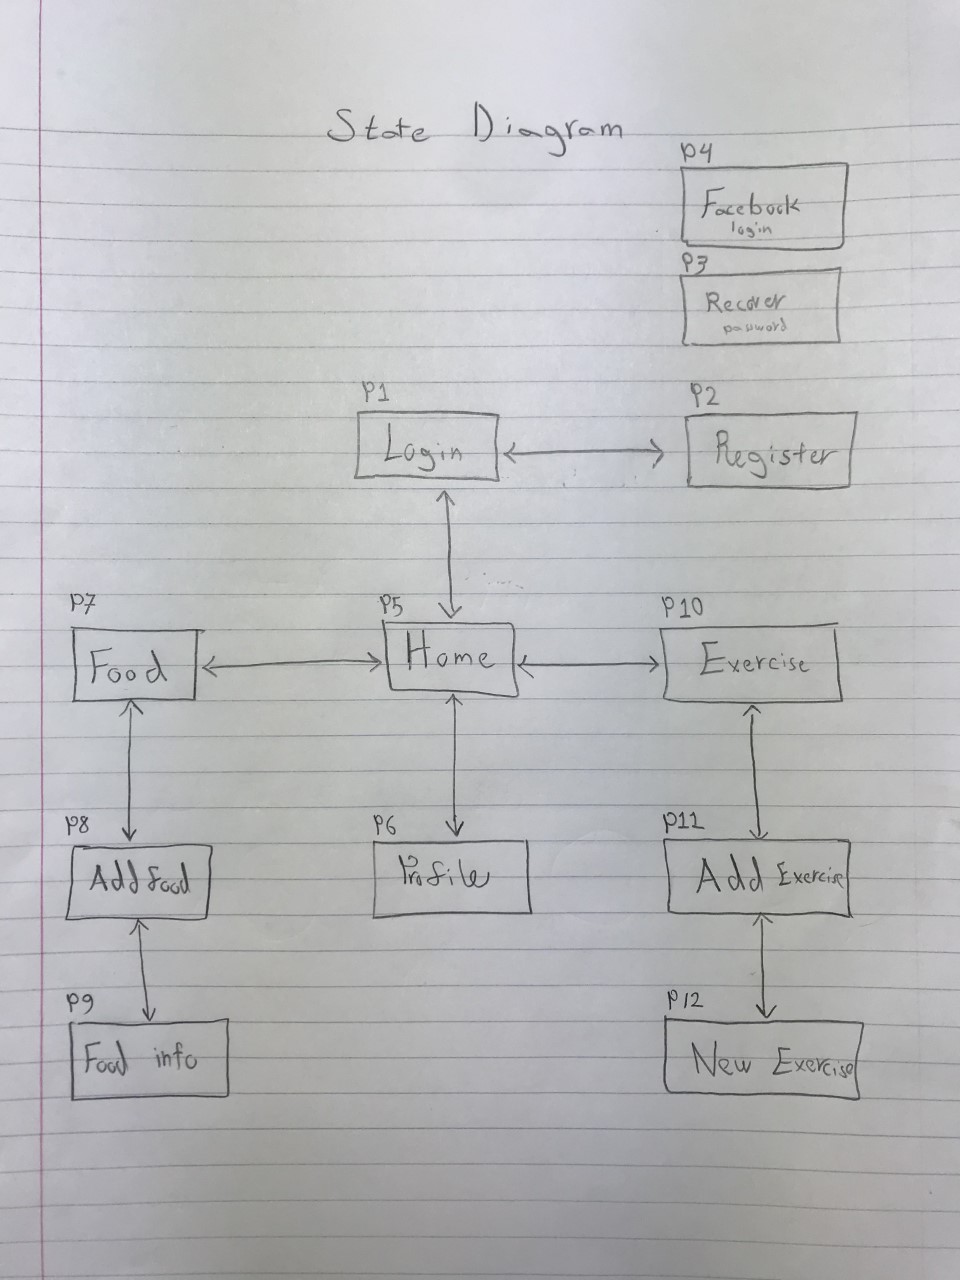 State Diagram
P4
Facebook
login
P3
Recover
password
P1
Login
P2
Register
P7
Food
P5
Home
P10
Exercise
P8
Add food
P6
Profile
P11
Add Exercise
P9
Food info
P12
New Exercise